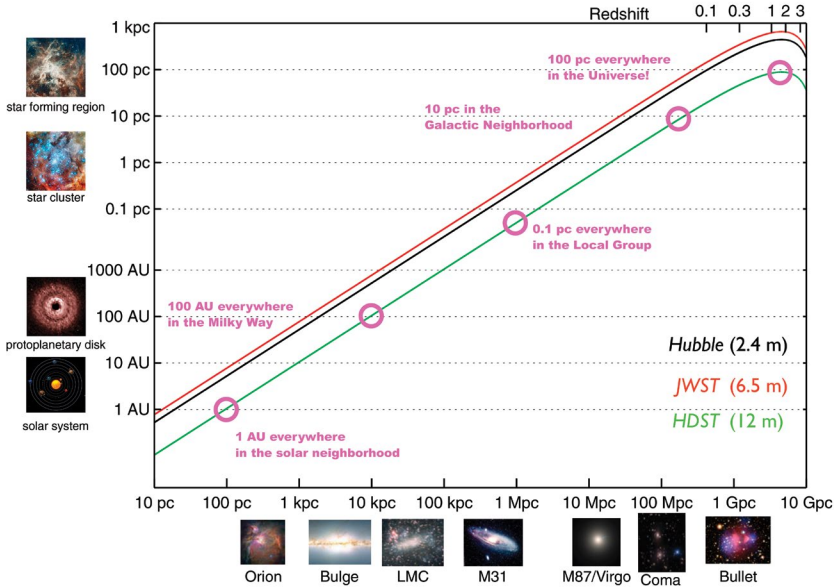 Redshift 0.1 0.3 1 2 3
1 kpc
100 pc
10 pc
1 pc
0.1 pc
1000 AU
100 AU
10 AU
1 AU
star forming region
star cluster
protoplanetary disk
solar system
100 pc everywhere
in the Universe!
10 pc in the
Galactic Neighborhood
0.1 pc everywhere
in the Local Group
100 AU everywhere
in the Milky Way
1 AU everywhere
in the solar neighborhood
Hubble (2.4 m)
JWST (6.5 m)
HDST (12 m)
10 pc 100 pc 1 kpc 10 kpc 100 kpc 1 Mpc 10 Mpc 100 Mpc 1 Gpc 10 Gpc
Orion Bulge LMC M31 M87/Virgo Coma Bullet